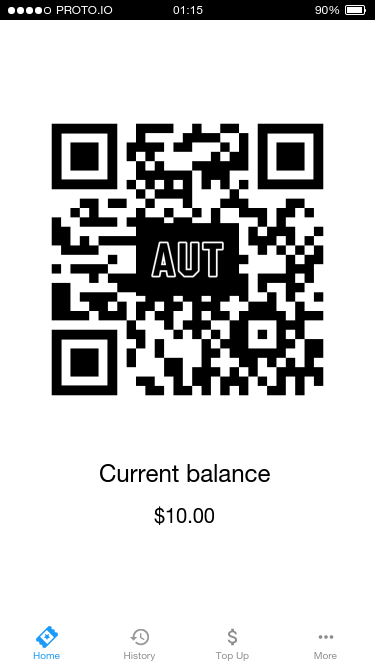 PROTO.IO 01:15 90%
AUT
Current balance
$10.00
Home History Top Up More